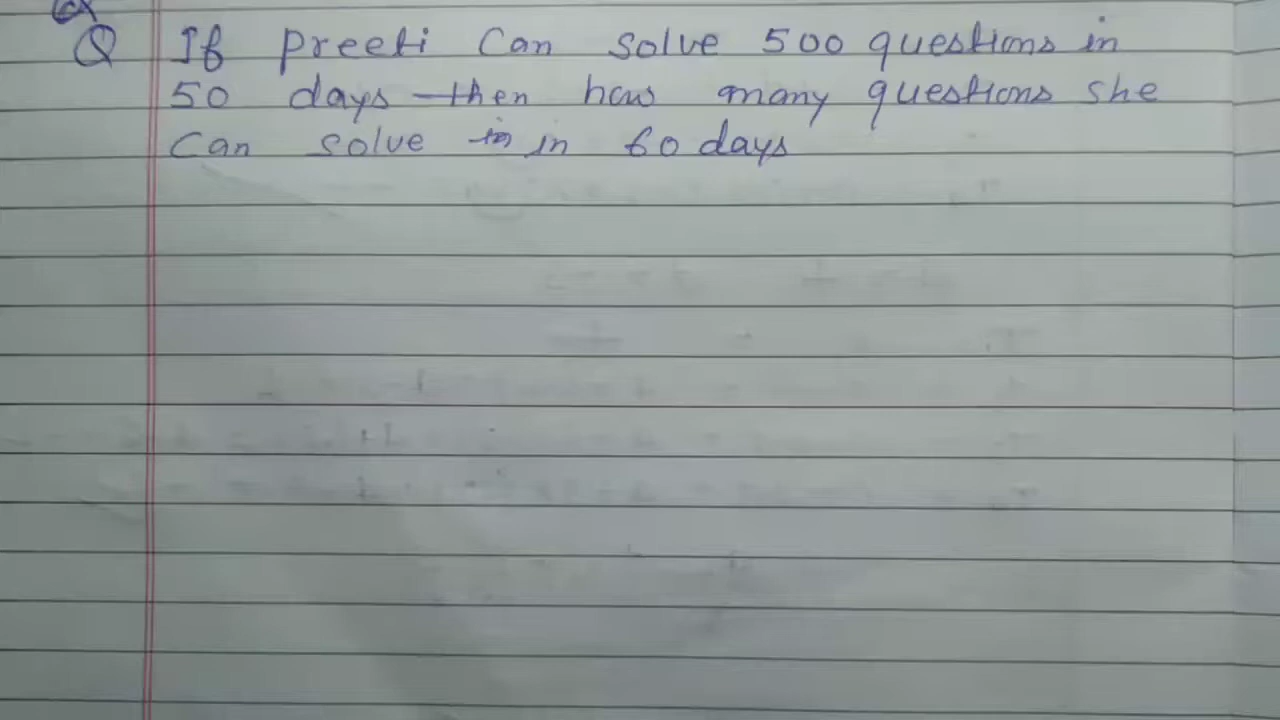 Q If Preeti Can solve 500 questions in
50 days then how many questions she
Can solve in in 60 days